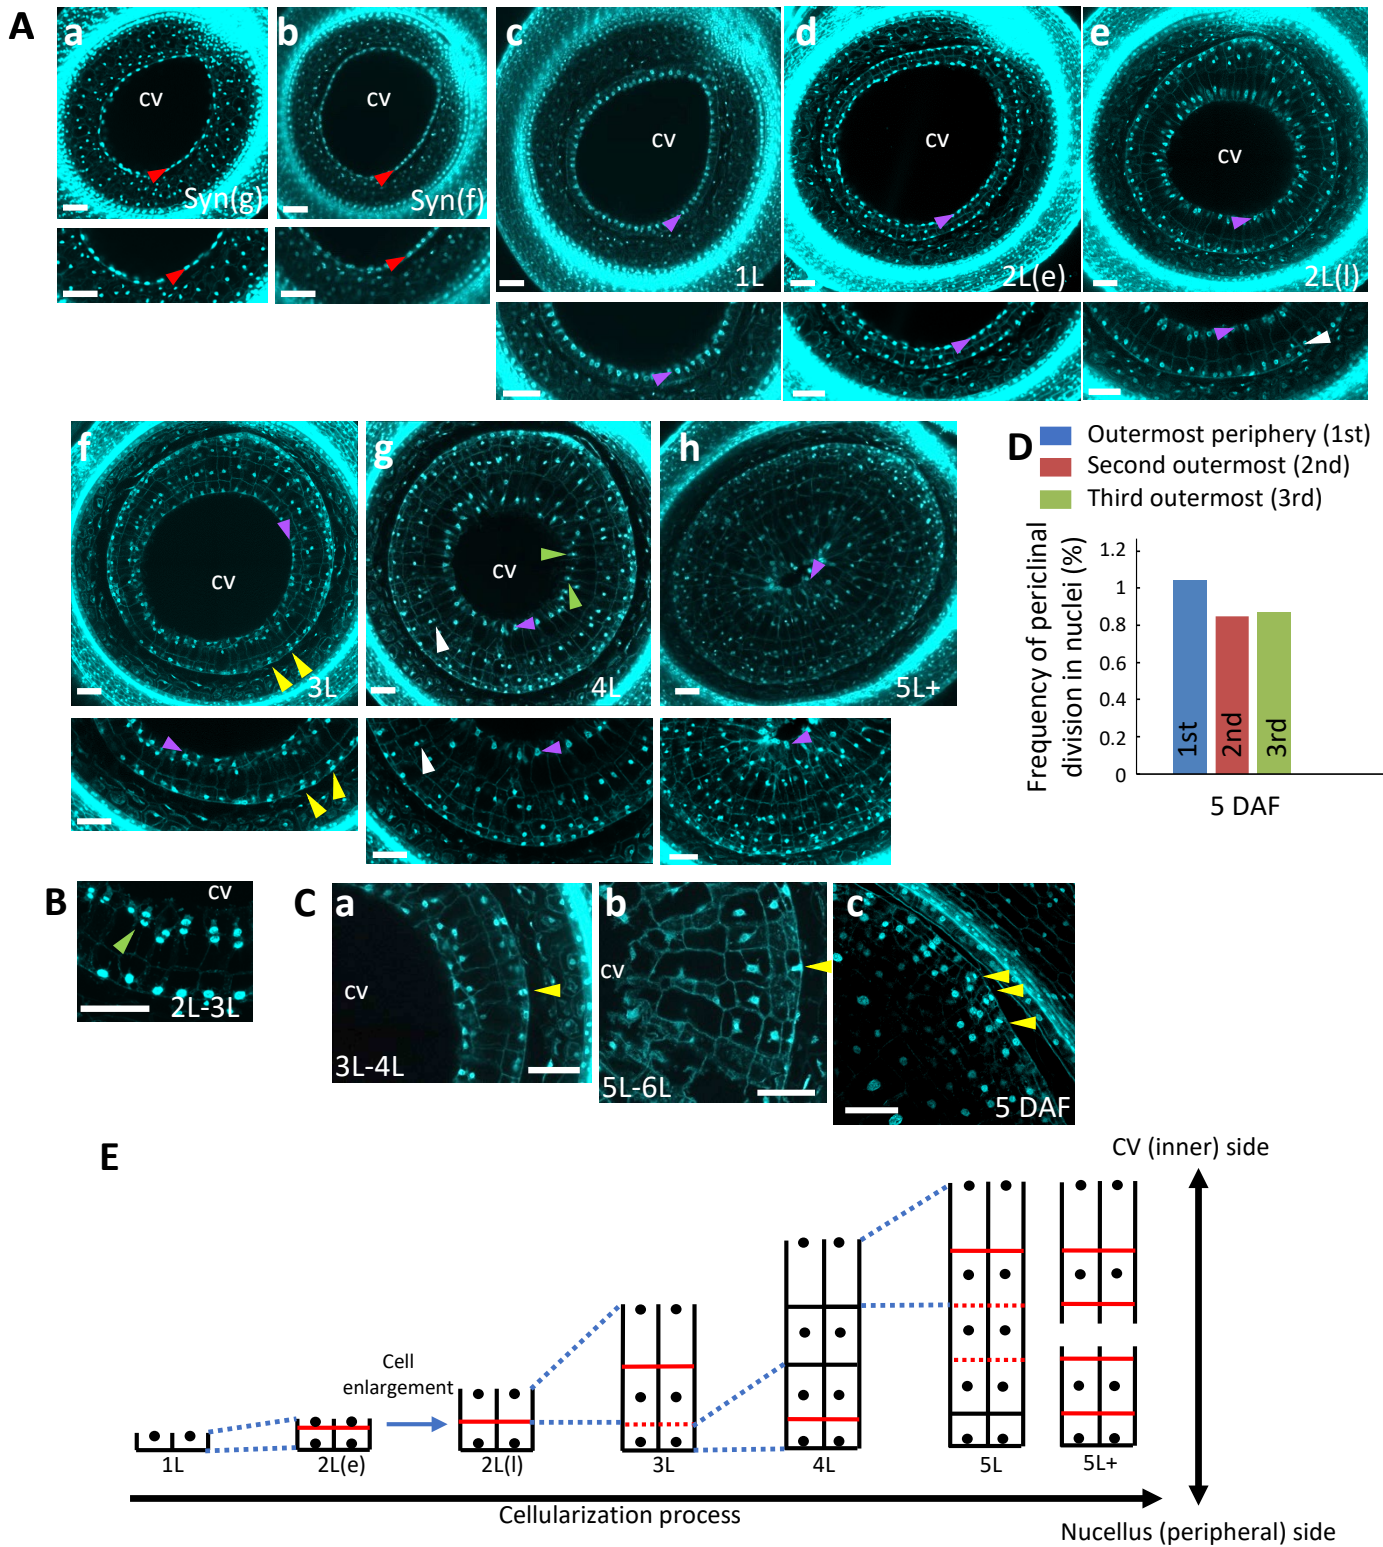 A
a
cv
Syn(g)
b
cv
Syn(f)
c
cv
1L
d
cv
2L(e)
e
cv
2L(l)
f
cv
3L
g
cv
4L
h
5L+
D
Outermost periphery (1st)
Second outermost (2nd)
Third outermost (3rd)
Frequency of periclinal
division in nuclei (%)
1.2
1
0.8
0.6
0.4
0.2
0
1st
2nd
3rd
5 DAF
B
cv
2L-3L
C
a
cv
3L-4L
b
cv
5L-6L
c
5 DAF
E
CV (inner) side
Cell
enlargement
1L
2L(e)
2L(l)
3L
4L
5L
5L+
Cellularization process
Nucellus (peripheral) side